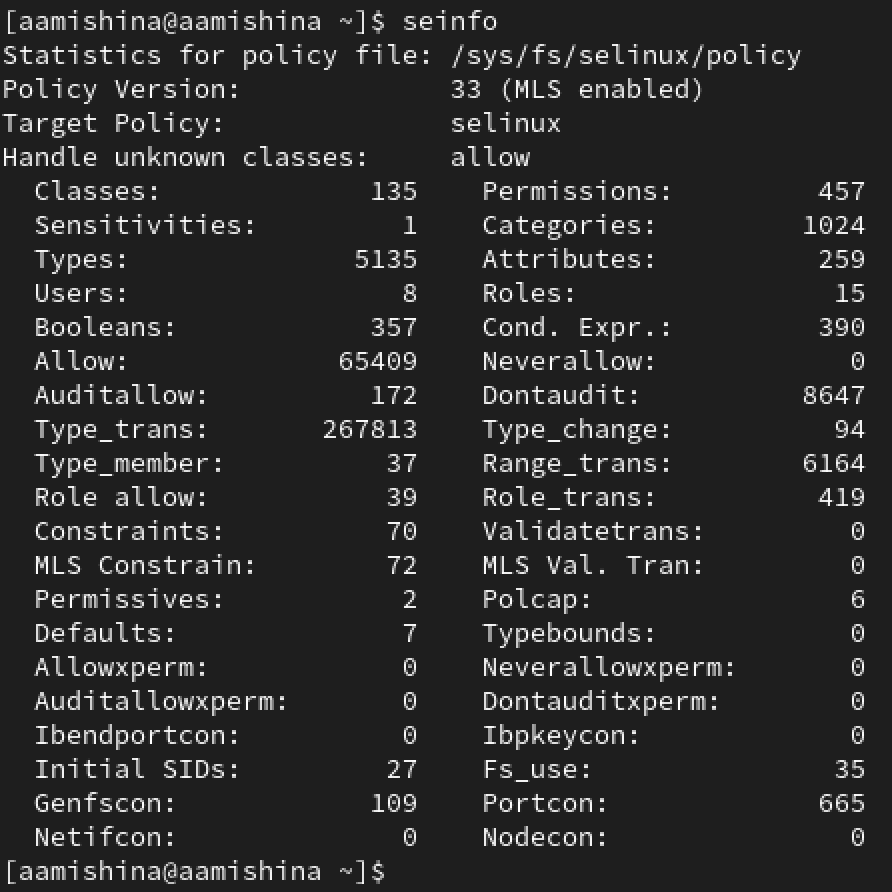 [aamishina@aamishina ~]$ seinfo
Statistics for policy file: /sys/fs/selinux/policy
Policy Version:             33 (MLS enabled)
Target Policy:              selinux
Handle unknown classes:     allow
  Classes:             135    Permissions:         457
  Sensitivities:         1    Categories:         1024
  Types:              5135    Attributes:          259
  Users:                 8    Roles:                15
  Booleans:            357    Cond. Expr.:         390
  Allow:             65409    Neverallow:            0
  Auditallow:          172    Dontaudit:          8647
  Type_trans:       267813    Type_change:          94
  Type_member:          37    Range_trans:        6164
  Role allow:           39    Role_trans:          419
  Constraints:          70    Validatetrans:         0
  MLS Constrain:        72    MLS Val. Tran:         0
  Permissives:           2    Polcap:                6
  Defaults:              7    Typebounds:            0
  Allowxperm:            0    Neverallowxperm:       0
  Auditallowxperm:       0    Dontauditxperm:        0
  Ibendportcon:          0    Ibpkeycon:             0
  Initial SIDs:         27    Fs_use:               35
  Genfscon:            109    Portcon:             665
  Netifcon:              0    Nodecon:               0
[aamishina@aamishina ~]$